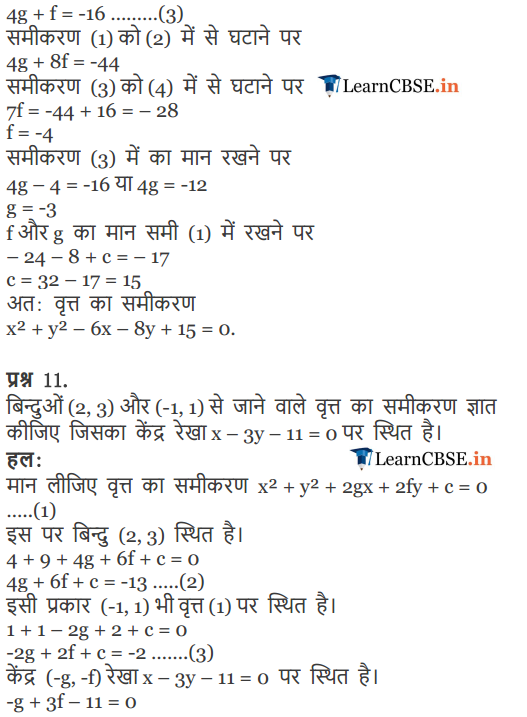 4g + f = -16 .........(3)
समीकरण (1) को (2) में से घटाने पर
4g + 8f = -44
समीकरण (3) को (4) में से घटाने पर LearnCBSE.in
7f = -44 + 16 = – 28
f = -4
समीकरण (3) में का मान रखने पर
4g – 4 = -16 या 4g = -12
g = -3
f और g का मान समी (1) में रखने पर
– 24 – 8 + c = – 17
c = 32 – 17 = 15
अतः वृत्त का समीकरण
x² + y² – 6x – 8y + 15 = 0.
प्रश्न 11.
बिन्दुओं (2, 3) और (-1, 1) से जाने वाले वृत्त का समीकरण ज्ञात
कीजिए जिसका केंद्र रेखा x – 3y – 11 = 0 पर स्थित है।
हलः LearnCBSE.in
मान लीजिए वृत्त का समीकरण x² + y² + 2gx + 2fy + c = 0
.....(1)
इस पर बिन्दु (2, 3) स्थित है।
4 + 9 + 4g + 6f + c = 0
4g + 6f + c = -13 .....(2)
इसी प्रकार (-1, 1) भी वृत्त (1) पर स्थित है।
1 + 1 – 2g + 2 + c = 0
-2g + 2f + c = -2 .......(3)
केंद्र (-g, -f) रेखा x – 3y – 11 = 0 पर स्थित है।
-g + 3f – 11 = 0